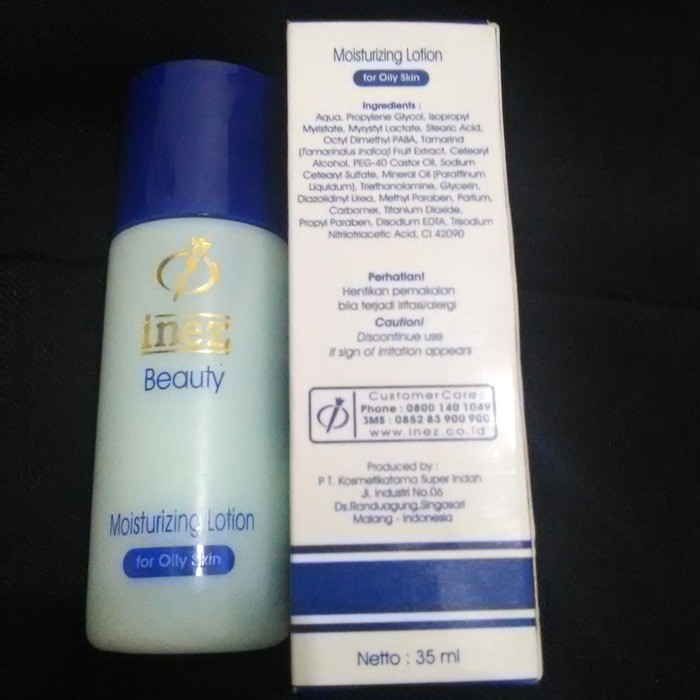 inez
Beauty
Moisturizing Lotion
for Oily Skin
Moisturizing Lotion
for Oily Skin
Ingredients :
Aqua, Propylene Glycol, Isopropyl
Myristate, Myrystyl Lactate, Stearic Acid,
Octyl Dimethyl PABA, Tamarind
(Tamarindus indica) Fruit Extract, Cetearyl
Alcohol, PEG-40 Castor Oil, Sodium
Cetearyl Sulfate, Mineral Oil (Paraffinum
Liquidum), Triethanolamine, Glycerin,
Diazolidinyl Urea, Methyl Paraben, Parfum,
Carbomer, Titanium Dioxide,
Propyl Paraben, Disodium EDTA, Trisodium
Nitrilotriacetic Acid, CI 42090
Perhatian!
Hentikan pemakaian
bila terjadi iritasi/alergi
Caution!
Discontinue use
if sign of irritation appears
Customer Care :
Phone : 0800 140 1049
SMS : 0852 83 900 900
www.inez.co.id
Produced by :
PT. Kosmetikatama Super Indah
Jl. Industri No.06
Ds.Randuagung,Singosari
Malang - Indonesia
Netto : 35 ml